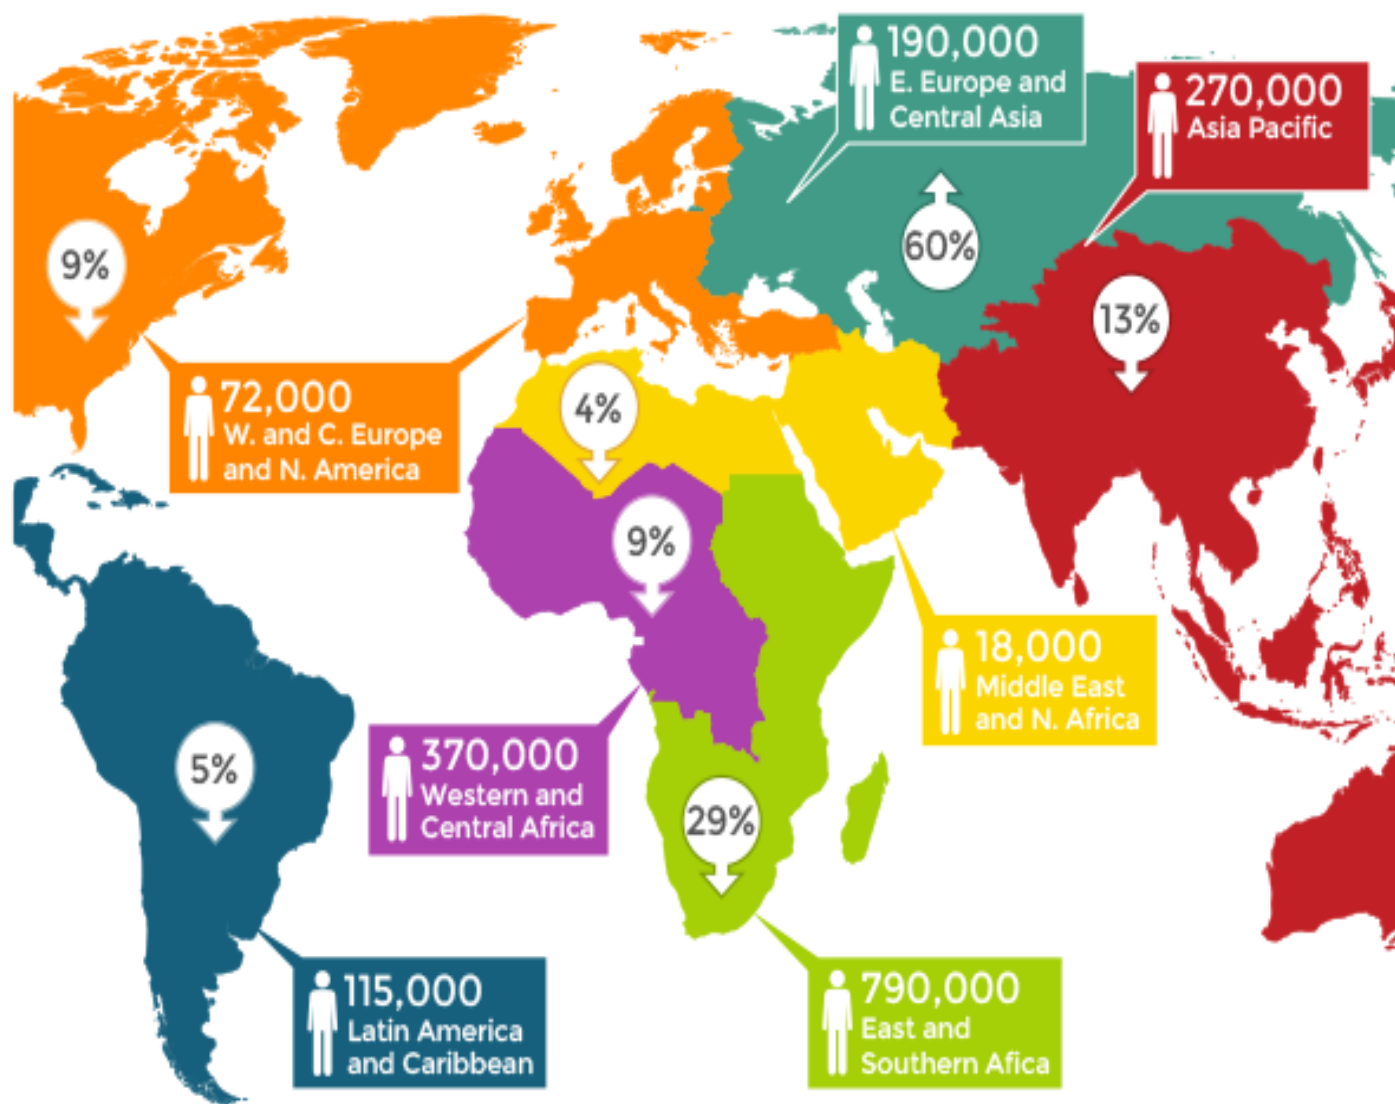 190,000
E. Europe and
Central Asia
270,000
Asia Pacific
9%
60%
13%
72,000
W. and C. Europe
and N. America
4%
9%
18,000
Middle East
and N. Africa
370,000
Western and
Central Africa
5%
29%
115,000
Latin America
and Caribbean
790,000
East and
Southern Afica